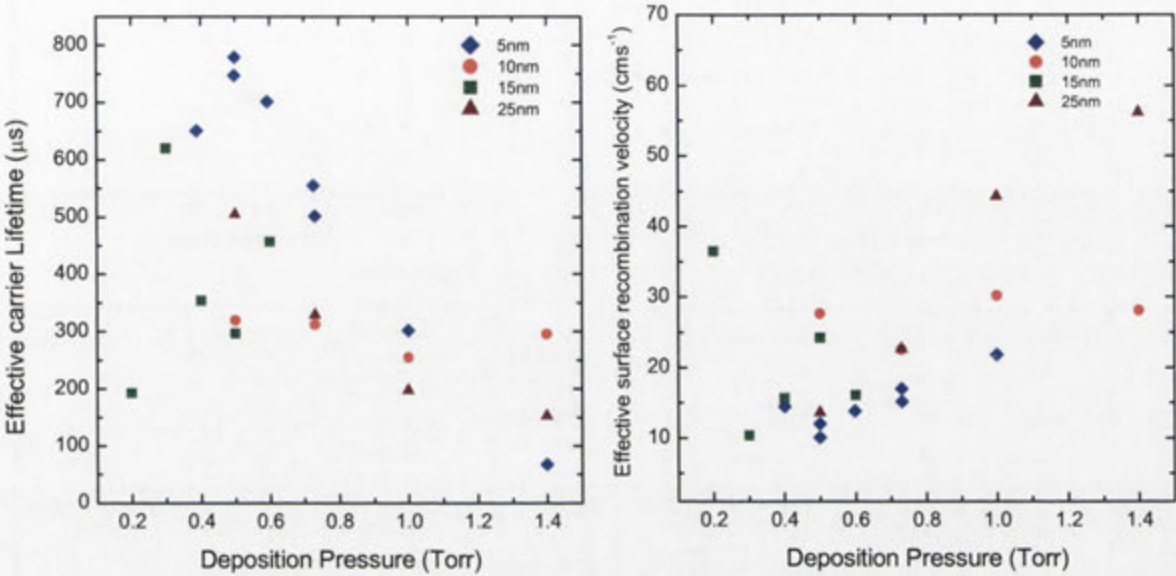 Effective carrier Lifetime (µs)
800
700
600
500
400
300
200
100
0
0.2 0.4 0.6 0.8 1.0 1.2 1.4
Deposition Pressure (Torr)
5nm
10nm
15nm
25nm
Effective surface recombination velocity (cms⁻¹)
70
60
50
40
30
20
10
0.2 0.4 0.6 0.8 1.0 1.2 1.4
Deposition Pressure (Torr)
5nm
10nm
15nm
25nm